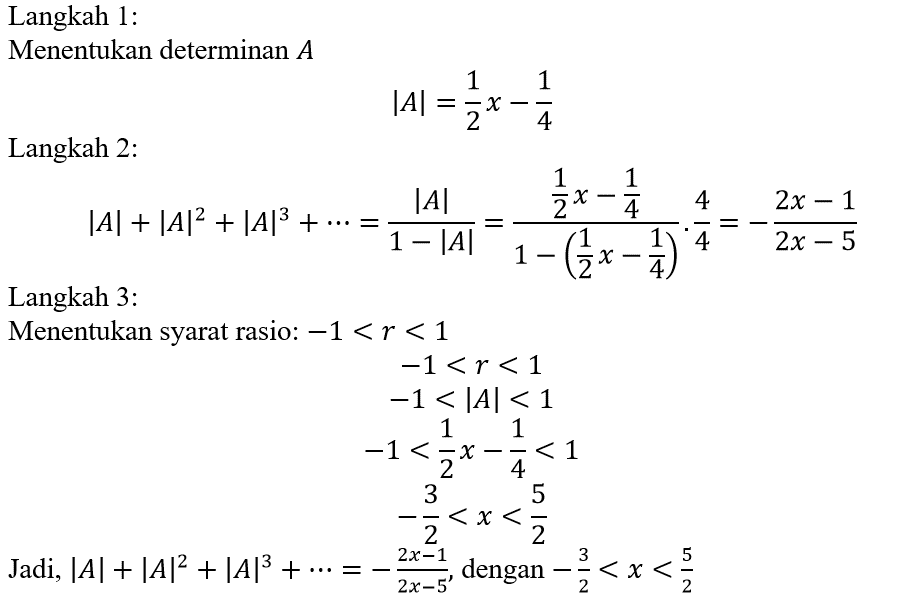 Langkah 1:
Menentukan determinan A
|A| = 1/2 x − 1/4
Langkah 2:
|A| + |A|² + |A|³ + ⋯ = |A| / (1 − |A|) = (1/2 x − 1/4) / (1 − (1/2 x − 1/4)) . 4/4 = − (2x − 1)/(2x − 5)
Langkah 3:
Menentukan syarat rasio: −1 < r < 1
−1 < r < 1
−1 < |A| < 1
−1 < 1/2 x − 1/4 < 1
− 3/2 < x < 5/2
Jadi, |A| + |A|² + |A|³ + ⋯ = − (2x−1)/(2x−5), dengan − 3/2 < x < 5/2